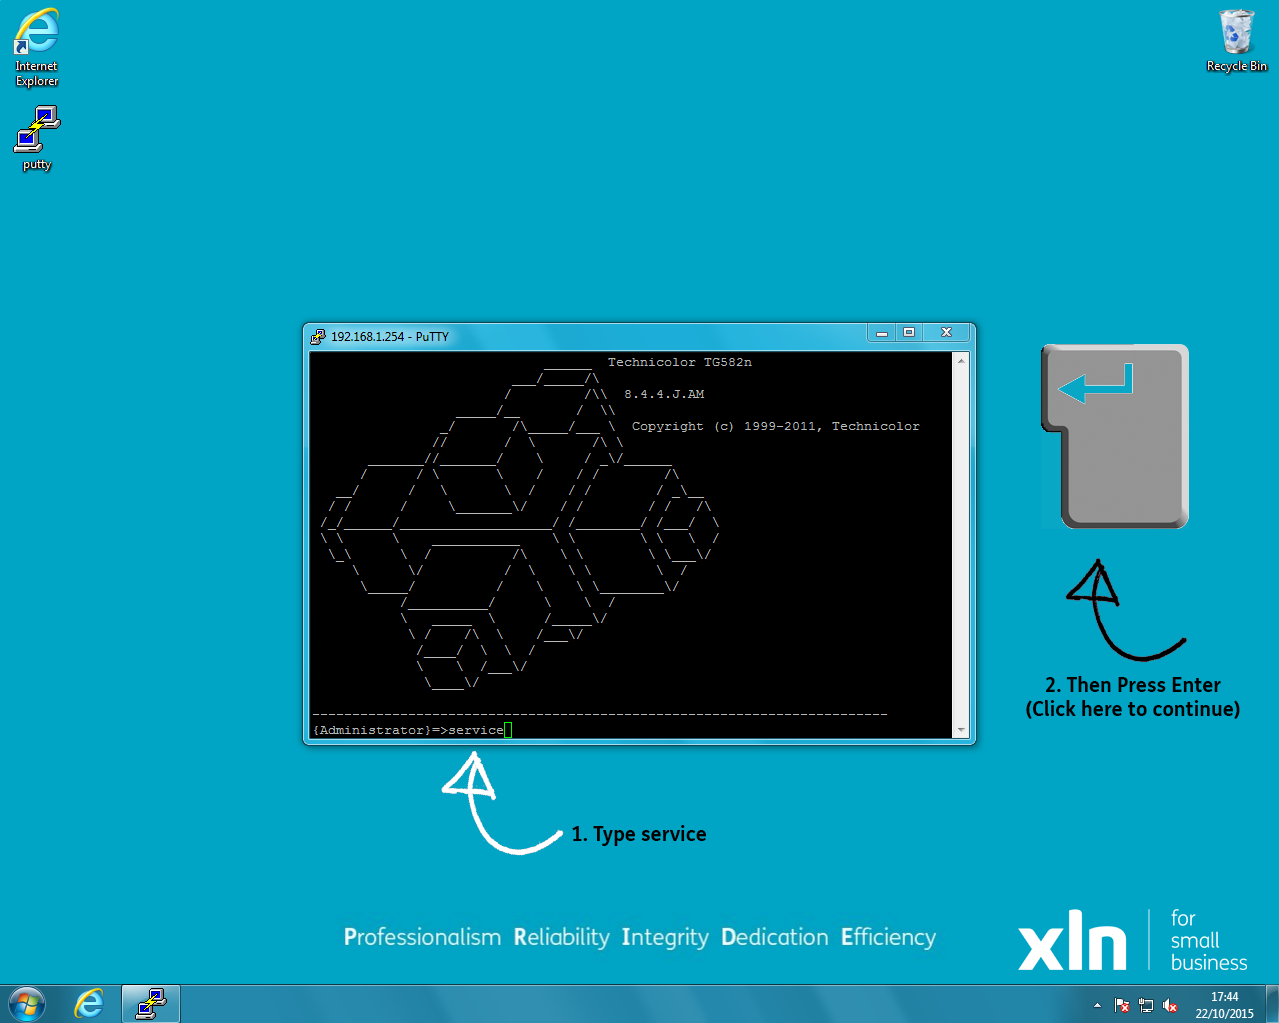 Internet
Explorer
Recycle Bin
putty
192.168.1.254 - PuTTY
Technicolor TG582n
8.4.4.J.AM
Copyright (c) 1999-2011, Technicolor
{Administrator}=>service
2. Then Press Enter
(Click here to continue)
1. Type service
Professionalism Reliability Integrity Dedication Efficiency
xln
for
small
business
17:44
22/10/2015